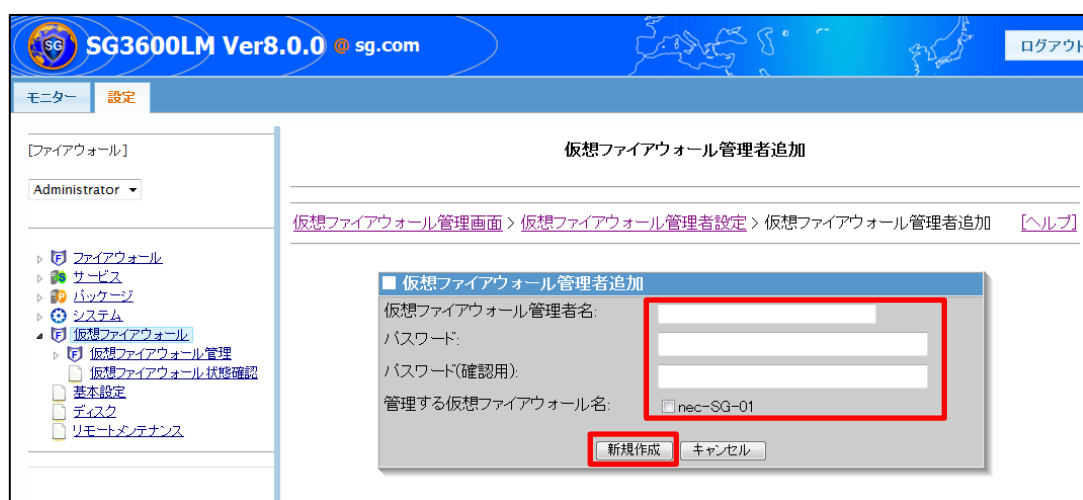 SG SG3600LM Ver8.0.0 @ sg.com
ログアウト
モニター 設定
[ファイアウォール]
Administrator
ファイアウォール
サービス
パッケージ
システム
仮想ファイアウォール
仮想ファイアウォール管理
仮想ファイアウォール状態確認
基本設定
ディスク
リモートメンテナンス
仮想ファイアウォール管理者追加
仮想ファイアウォール管理画面 > 仮想ファイアウォール管理者設定 > 仮想ファイアウォール管理者追加 [ヘルプ]
■ 仮想ファイアウォール管理者追加
仮想ファイアウォール管理者名:
パスワード:
パスワード(確認用):
管理する仮想ファイアウォール名: nec-SG-01
新規作成 キャンセル